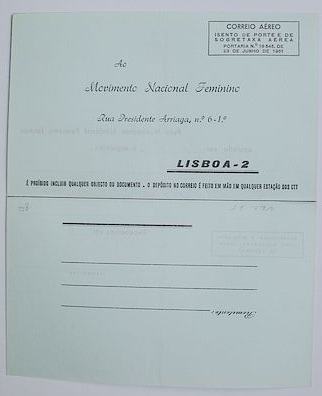 CORREIO AÉREO
ISENTO DE PORTE E DE
SOBRETAXA AÉREA
PORTARIA N.º 18 545, DE
23 DE JUNHO DE 1961
Ao
Movimento Nacional Feminino
Rua Presidente Arriaga, n.º 6-1.º
LISBOA-2
É PROÍBIDO INCLUIR QUALQUER OBJECTO OU DOCUMENTO . O DEPÓSITO NO CORREIO É FEITO EM MÃO EM QUALQUER ESTAÇÃO DOS CTT
Remetente: